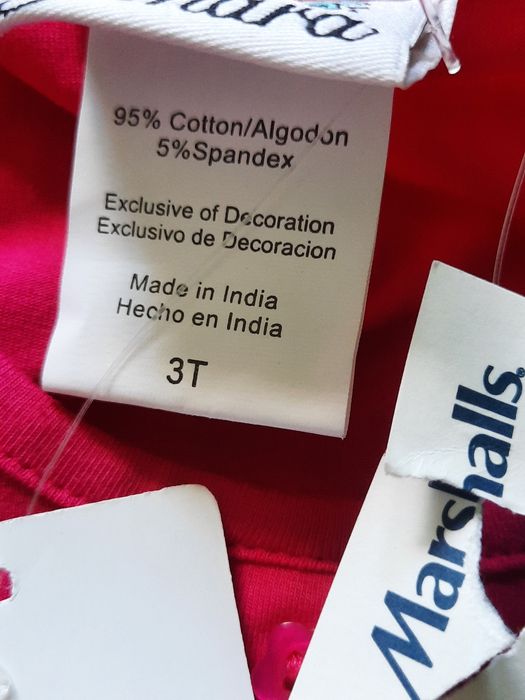 95% Cotton/Algodon
5%Spandex
Exclusive of Decoration
Exclusivo de Decoracion
Made in India
Hecho en India
3T
Marshalls®